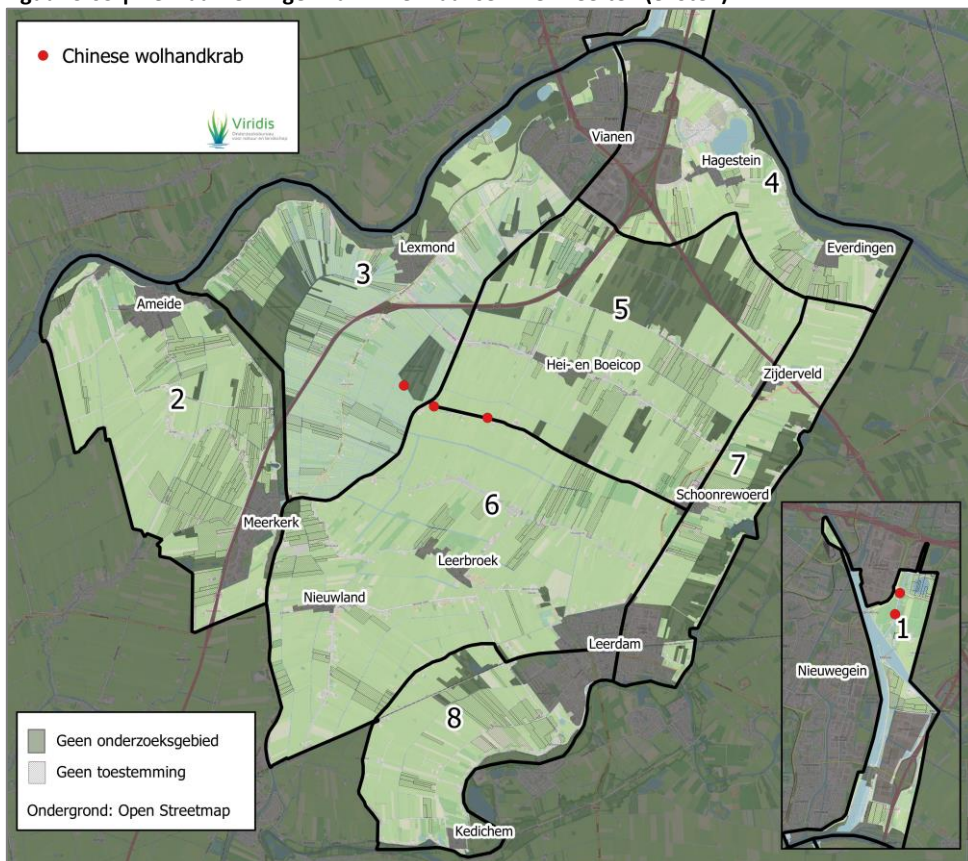 Chinese wolhandkrab
Viridis
Vianen
Hagestein
4
Lexmond
3
Everdingen
Ameide
5
Hei- en Boeicop
Zijderveld
2
7
6
Schoonrewoerd
Meerkerk
Leerbroek
Nieuwland
Leerdam
1
Nieuwegein
8
Kedichem
Geen onderzoeksgebied
Geen toestemming
Ondergrond: Open Streetmap